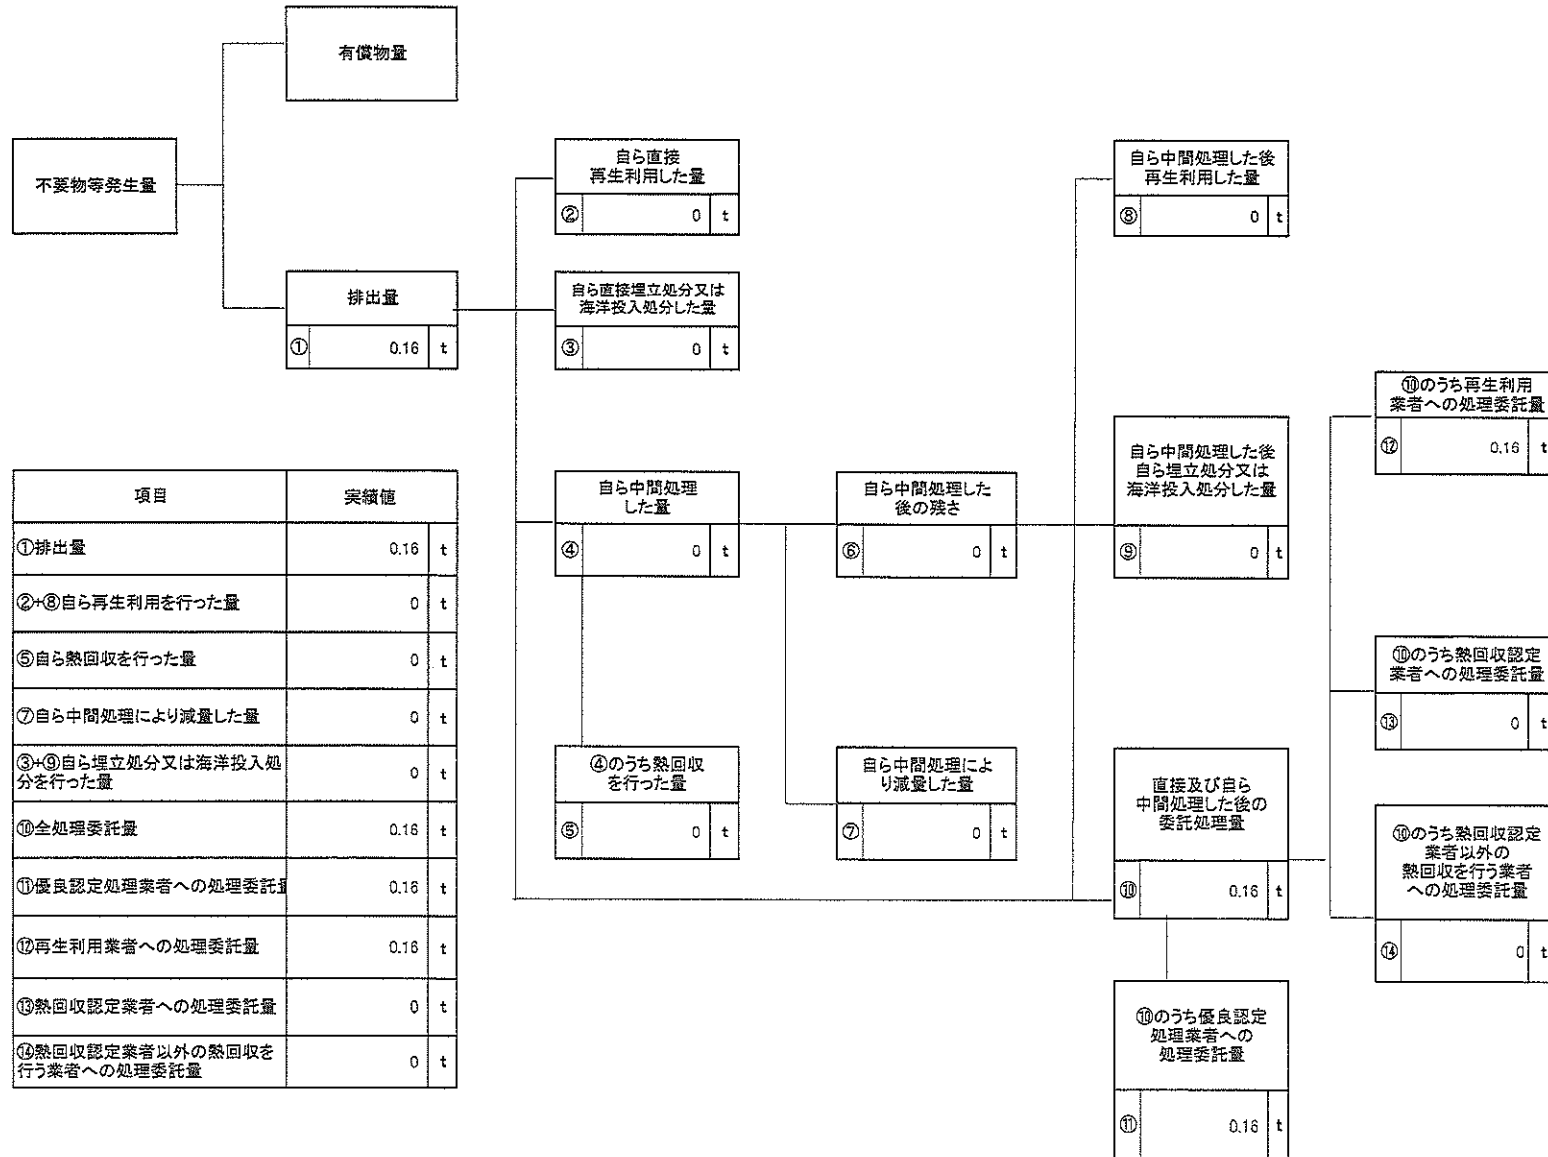 有償物量
不要物等発生量
排出量
① 0.16 t
自ら直接
再生利用した量
② 0 t
自ら直接埋立処分又は
海洋投入処分した量
③ 0 t
自ら中間処理
した量
④ 0 t
④のうち熱回収
を行った量
⑤ 0 t
自ら中間処理した
後の残さ
⑥ 0 t
自ら中間処理によ
り減量した量
⑦ 0 t
自ら中間処理した後
再生利用した量
⑧ 0 t
自ら中間処理した後
自ら埋立処分又は
海洋投入処分した量
⑨ 0 t
直接及び自ら
中間処理した後の
委託処理量
⑩ 0.16 t
⑩のうち優良認定
処理業者への
処理委託量
⑪ 0.16 t
⑩のうち再生利用
業者への処理委託量
⑫ 0.16 t
⑩のうち熱回収認定
業者への処理委託量
⑬ 0 t
⑩のうち熱回収認定
業者以外の
熱回収を行う業者
への処理委託量
⑭ 0 t
項目 実績値
①排出量 0.16 t
②+⑧自ら再生利用を行った量 0 t
⑤自ら熱回収を行った量 0 t
⑦自ら中間処理により減量した量 0 t
③+⑨自ら埋立処分又は海洋投入処
分を行った量 0 t
⑩全処理委託量 0.16 t
⑪優良認定処理業者への処理委託量 0.16 t
⑫再生利用業者への処理委託量 0.16 t
⑬熱回収認定業者への処理委託量 0 t
⑭熱回収認定業者以外の熱回収を
行う業者への処理委託量 0 t